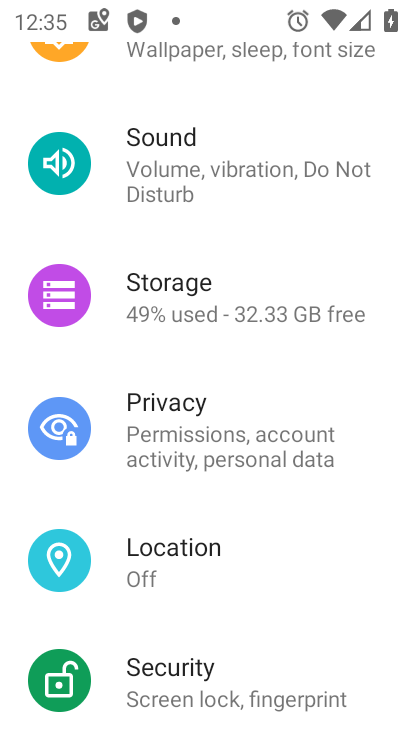 12:35
Wallpaper, sleep, font size
Sound
Volume, vibration, Do Not
Disturb
Storage
49% used - 32.33 GB free
Privacy
Permissions, account
activity, personal data
Location
Off
Security
Screen lock, fingerprint